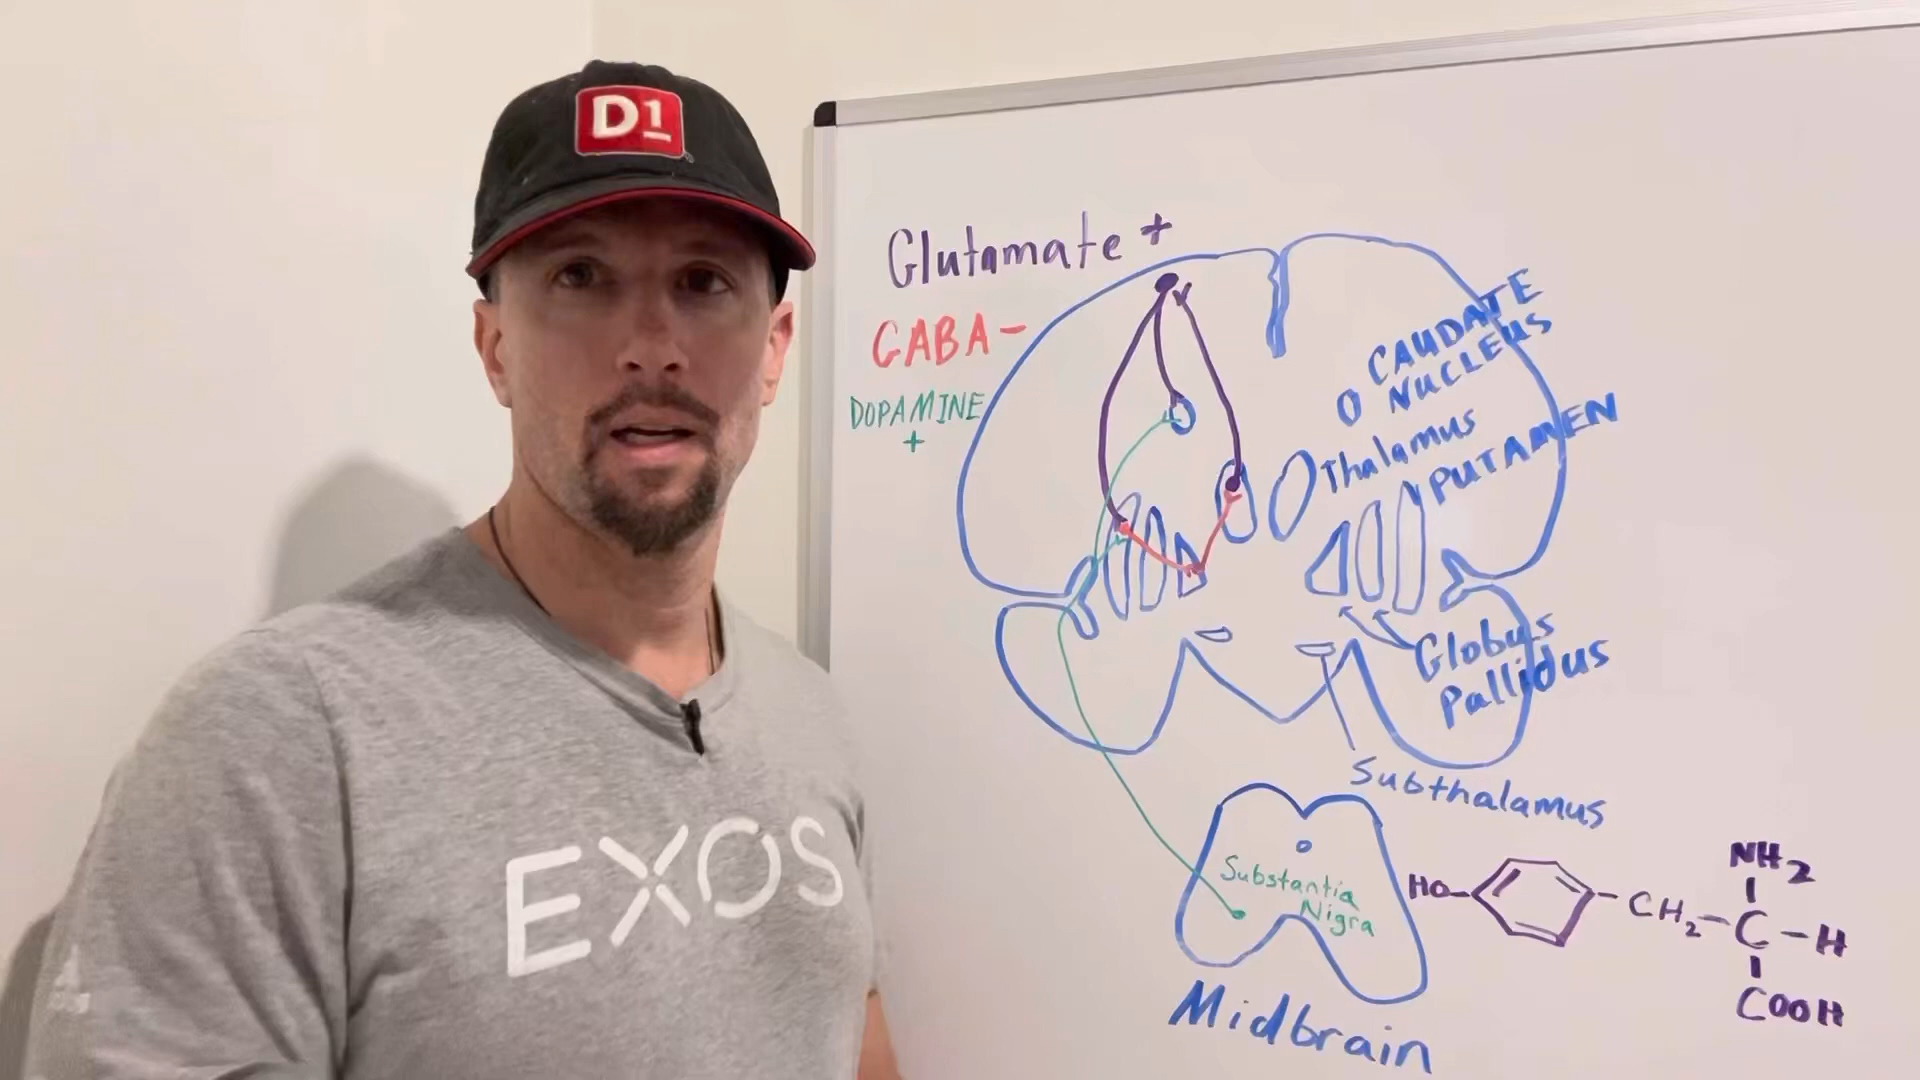 D1
EXOS
Glutamate +
GABA -
DOPAMINE
+
O CAUDATE
NUCLEUS
Thalamus
PUTAMEN
Globus
Pallidus
Subthalamus
Substantia
Nigra
Midbrain
NH2
HO
CH2 - C - H
COOH